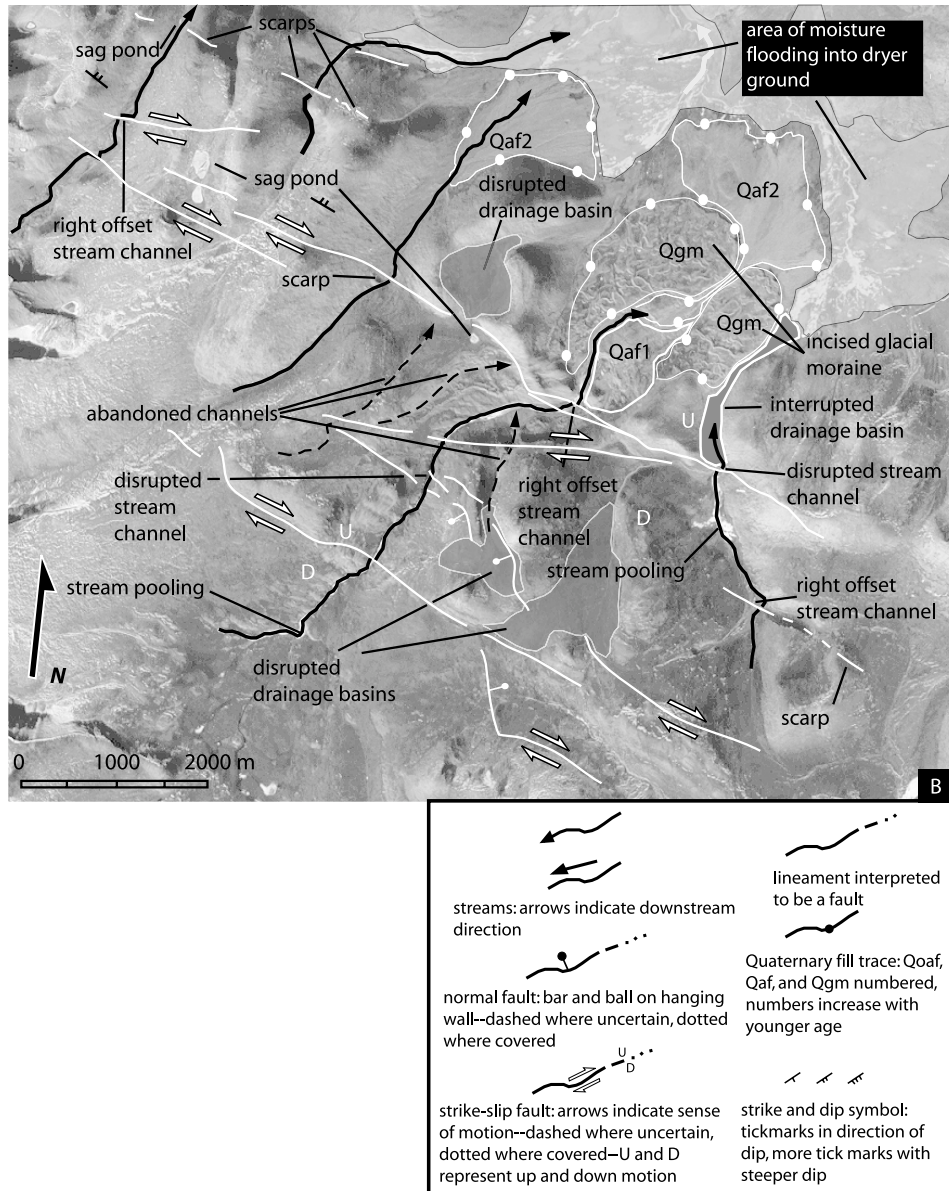 sag pond
scarps
area of moisture
flooding into dryer
ground
Qaf2
disrupted
drainage basin
sag pond
Qaf2
right offset
stream channel
Qgm
scarp
Qgm
incised glacial
moraine
Qaf1
abandoned channels
U
interrupted
drainage basin
disrupted
stream
channel
right offset
stream
channel
disrupted stream
channel
U
D
D
stream pooling
stream pooling
right offset
stream channel
N
disrupted
drainage basins
scarp
0 1000 2000 m
B
streams: arrows indicate downstream
direction
lineament interpreted
to be a fault
normal fault: bar and ball on hanging
wall--dashed where uncertain, dotted
where covered
Quaternary fill trace: Qoaf,
Qaf, and Qgm numbered,
numbers increase with
younger age
U
D
strike-slip fault: arrows indicate sense
of motion--dashed where uncertain,
dotted where covered--U and D
represent up and down motion
strike and dip symbol:
tickmarks in direction of
dip, more tick marks with
steeper dip